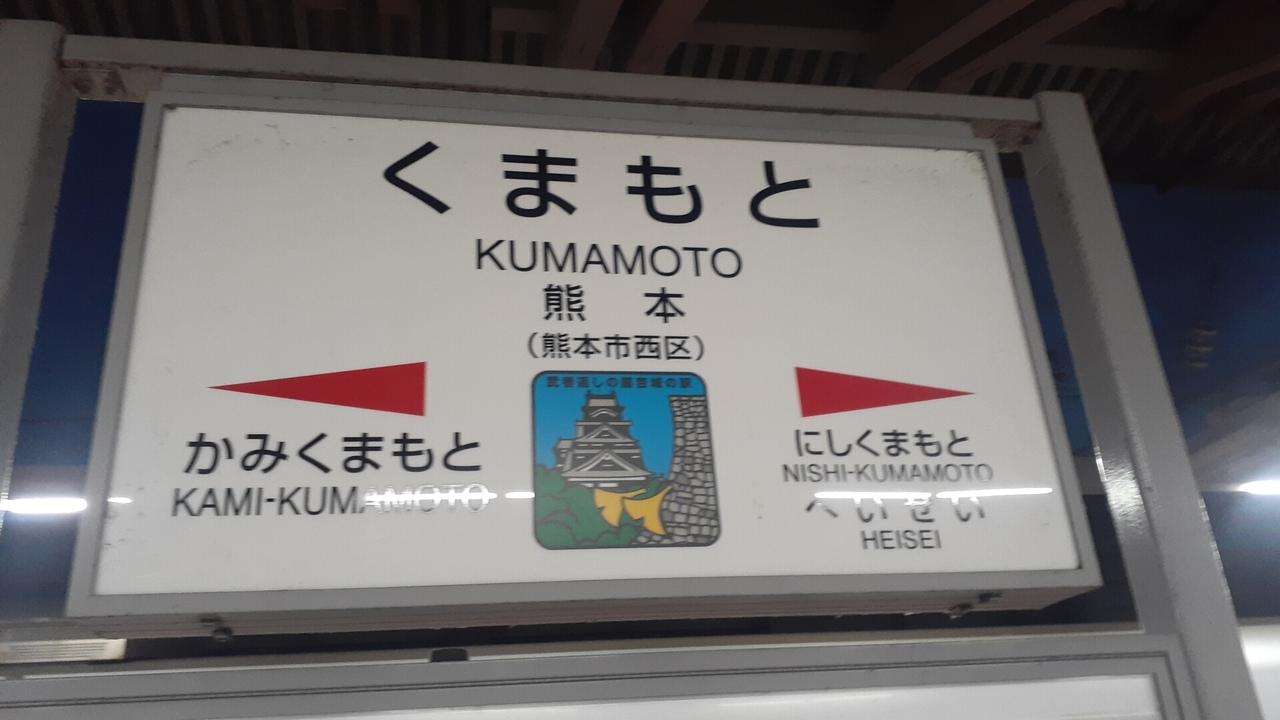 くまもと
KUMAMOTO
熊本
(熊本市西区)
武者返しの銀杏城の駅
かみくまもと
KAMI-KUMAMOTO
にしくまもと
NISHI-KUMAMOTO
へいせい
HEISEI